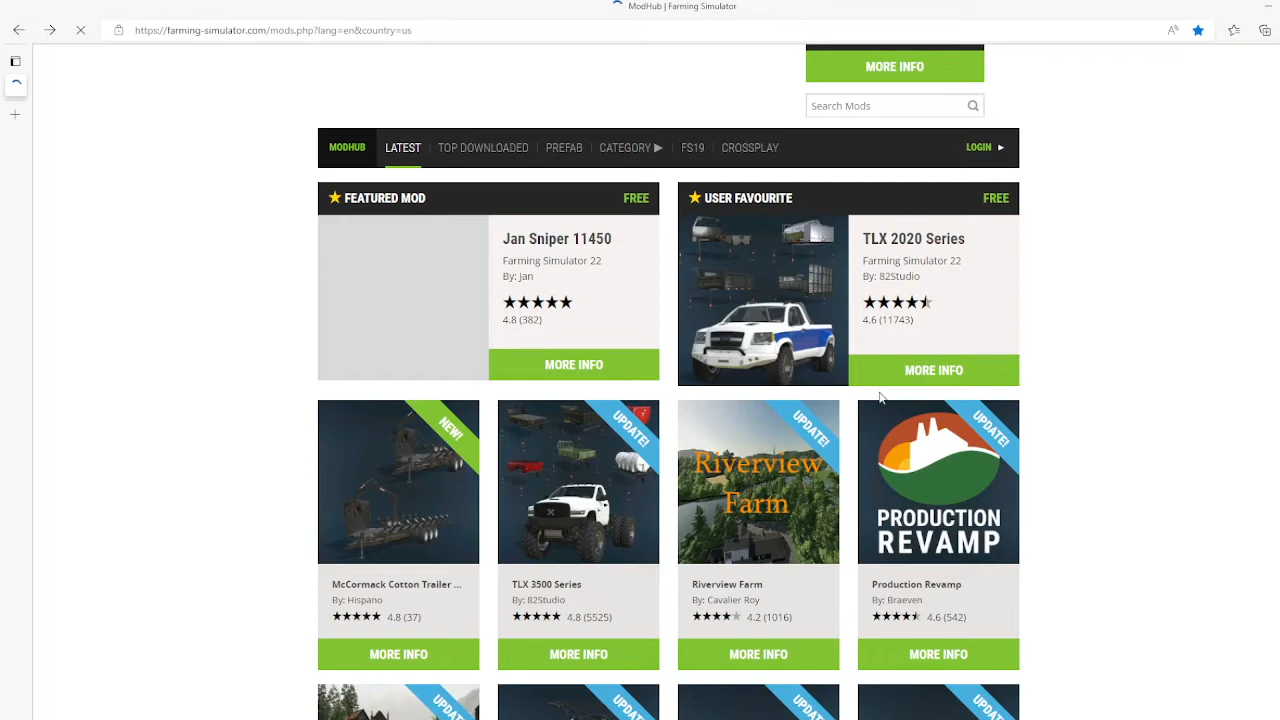 ModHub | Farming Simulator
https://farming-simulator.com/mods.php?lang=en&country=us
MORE INFO
Search Mods
MODHUB LATEST TOP DOWNLOADED PREFAB CATEGORY ▶ FS19 CROSSPLAY LOGIN ▶
FEATURED MOD FREE
Jan Sniper 11450
Farming Simulator 22
By: Jan
4.8 (382)
MORE INFO
USER FAVOURITE FREE
TLX 2020 Series
Farming Simulator 22
By: 82Studio
4.6 (11743)
MORE INFO
NEW!
McCormack Cotton Trailer ...
By: Hispano
4.8 (37)
MORE INFO
UPDATE!
TLX 3500 Series
By: 82Studio
4.8 (5525)
MORE INFO
UPDATE!
Riverview
Farm
Riverview Farm
By: Cavalier Roy
4.2 (1016)
MORE INFO
UPDATE!
PRODUCTION
REVAMP
Production Revamp
By: Braeven
4.6 (542)
MORE INFO
UPDATE!
UPDATE!
UPDATE!
UPDATE!